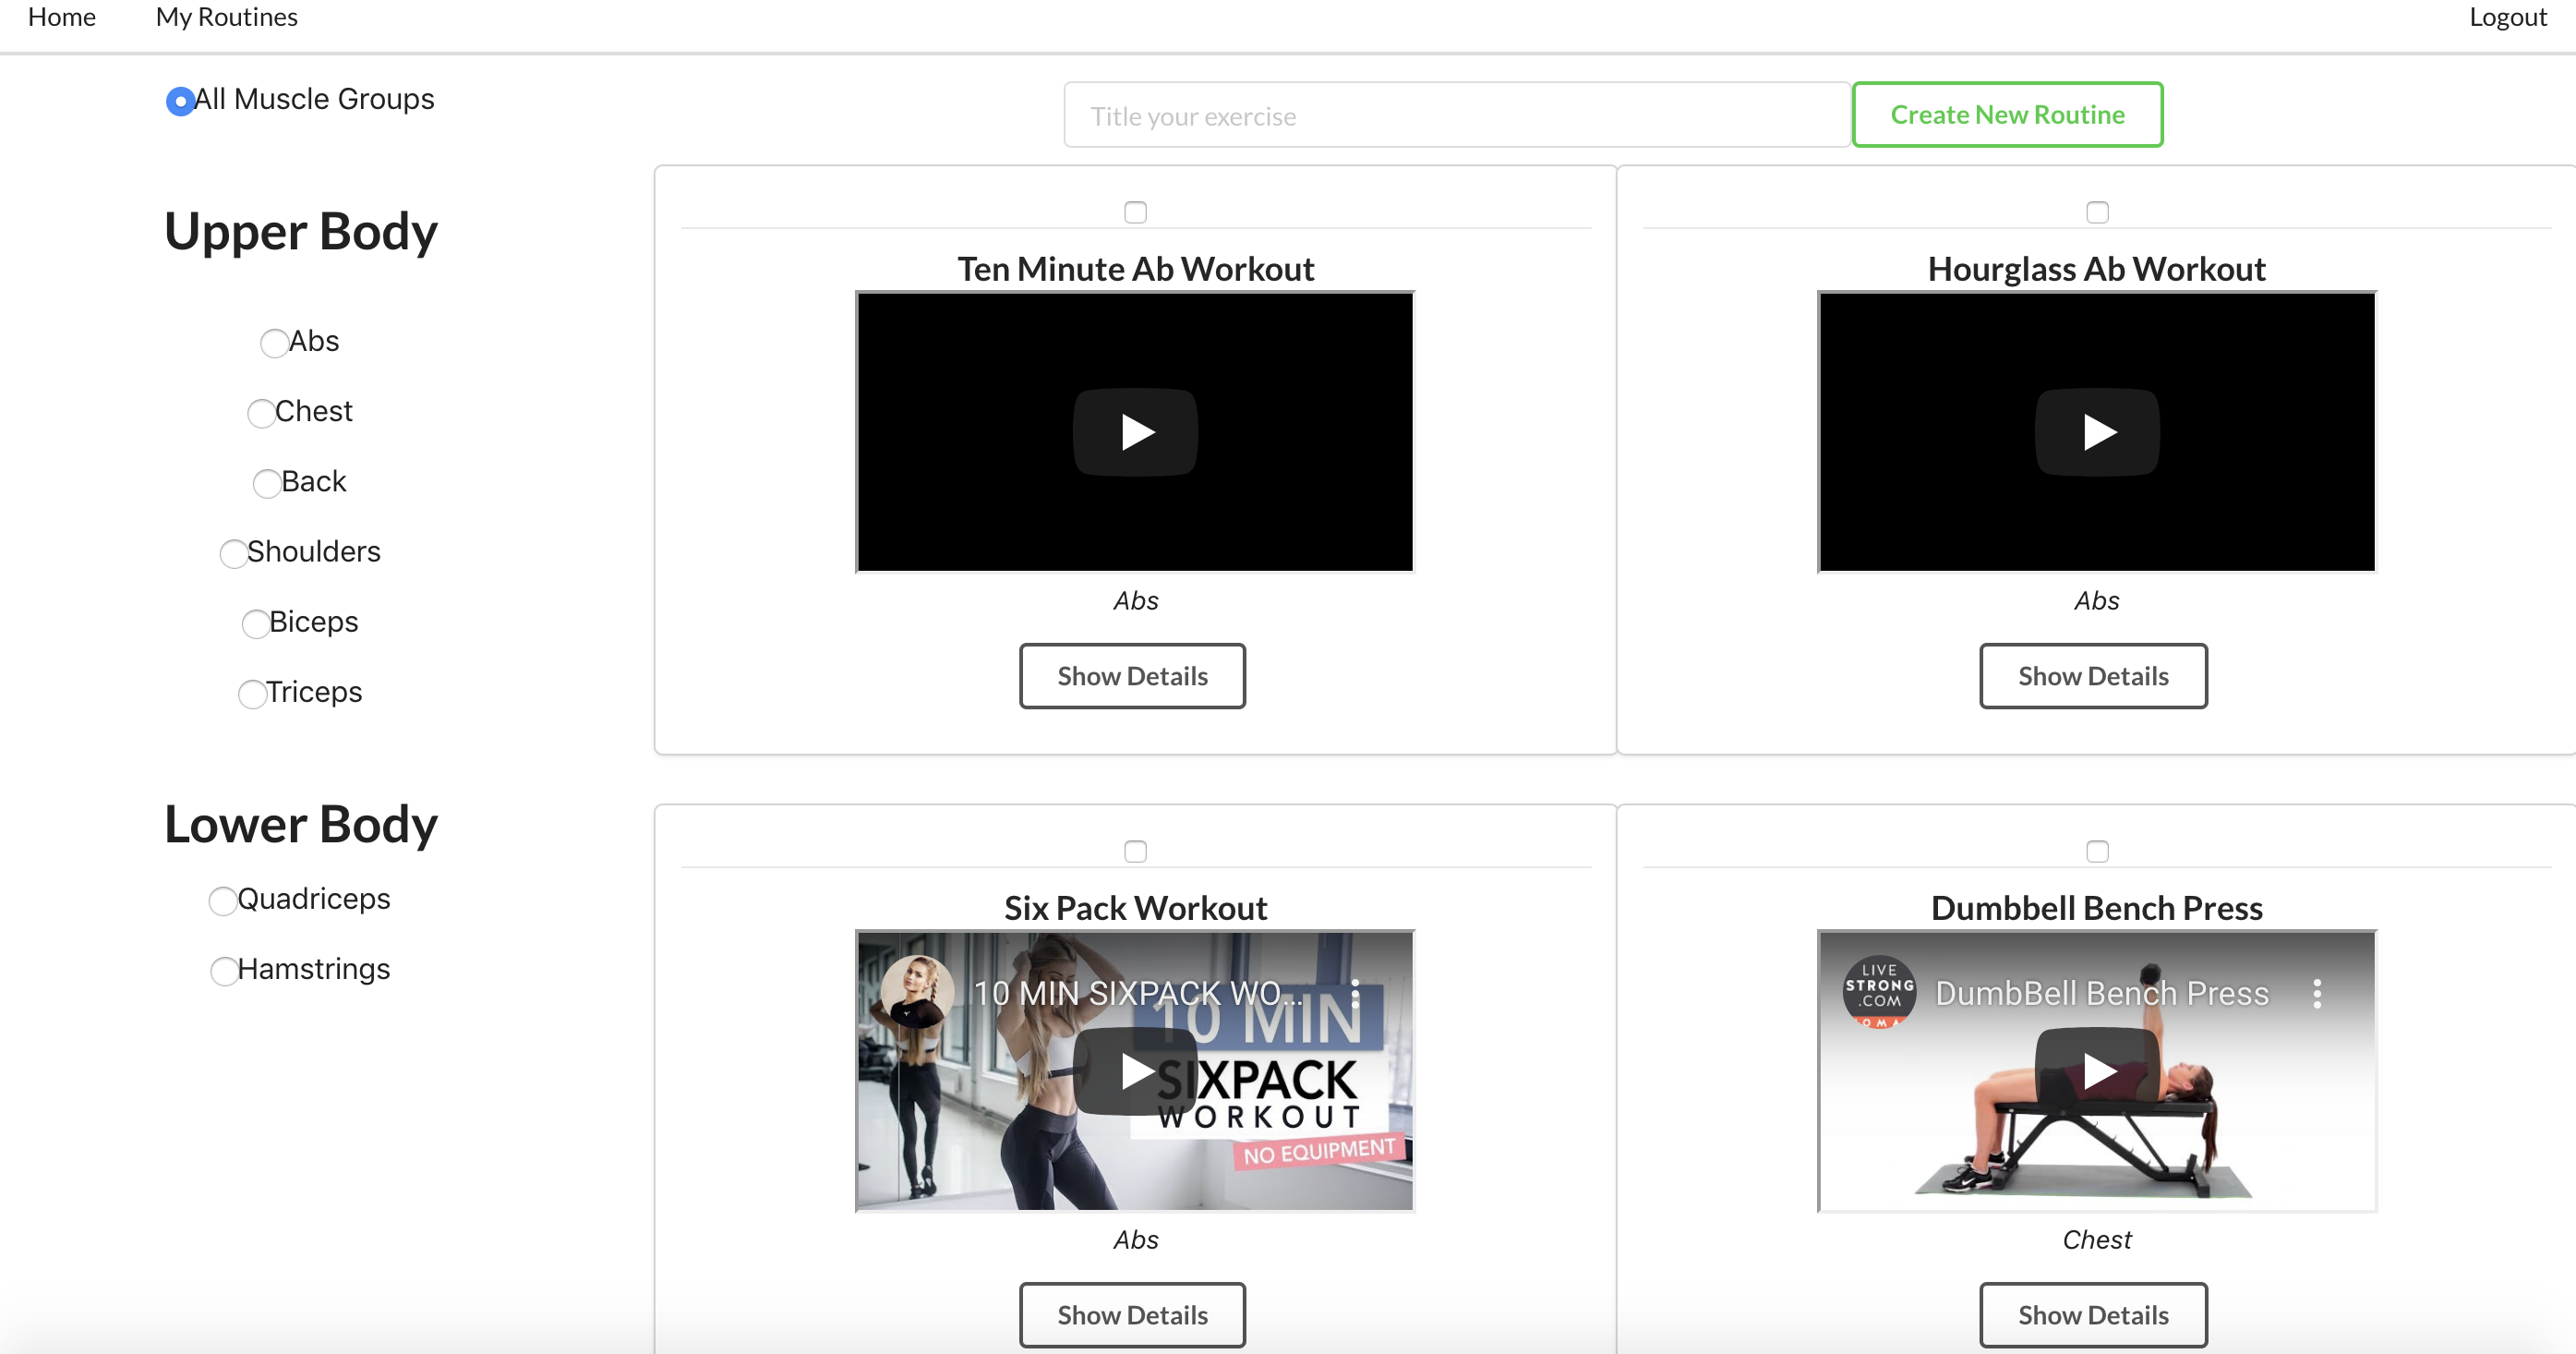 Home My Routines Logout
All Muscle Groups
Title your exercise Create New Routine
Upper Body
Abs
Chest
Back
Shoulders
Biceps
Triceps
Lower Body
Quadriceps
Hamstrings
Ten Minute Ab Workout
Abs
Show Details
Hourglass Ab Workout
Abs
Show Details
Six Pack Workout
10 MIN SIXPACK WO...
10 MIN
SIXPACK
WORKOUT
NO EQUIPMENT
Abs
Show Details
Dumbbell Bench Press
LIVE
STRONG
.COM
DumbBell Bench Press
Chest
Show Details